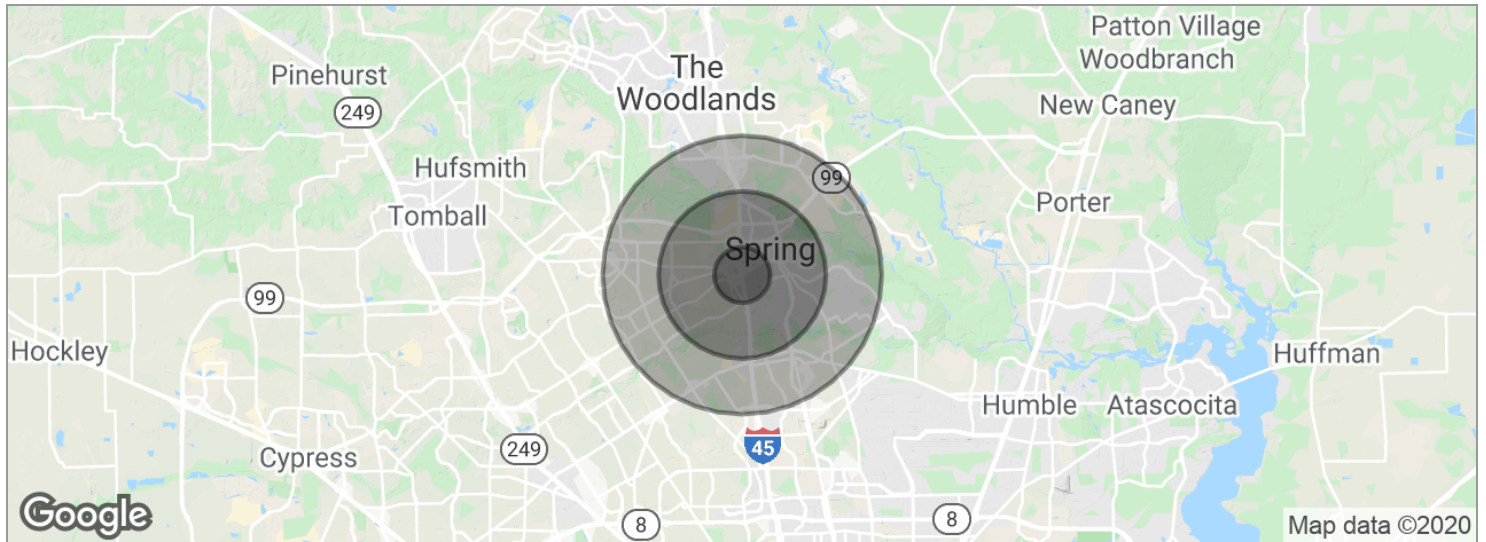 Patton Village
Woodbranch
The
Woodlands
Pinehurst
249
New Caney
Hufsmith
99
Tomball
Porter
Spring
99
Hockley
Huffman
Humble
Atascocita
Cypress
249
45
8
8
Google
Map data ©2020